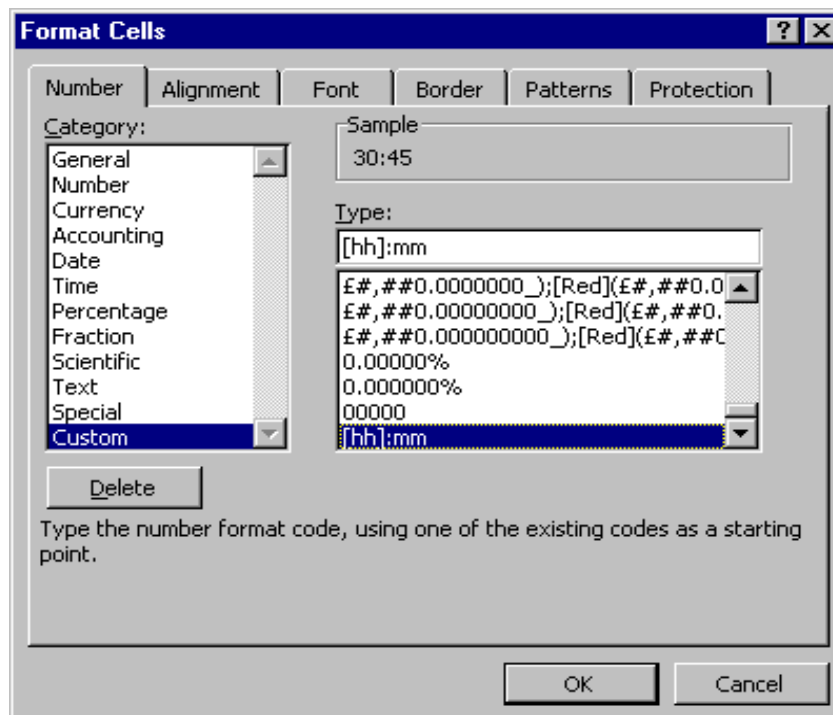 Format Cells
Number
Alignment
Font
Border
Patterns
Protection
Category:
General
Number
Currency
Accounting
Date
Time
Percentage
Fraction
Scientific
Text
Special
Custom
Sample
30:45
Type:
[hh]:mm
£#,##0.0000000_);[Red](£#,##0.0
£#,##0.00000000_);[Red](£#,##0.
£#,##0.000000000_);[Red](£#,##0
0.00000%
0.000000%
00000
[hh]:mm
Delete
Type the number format code, using one of the existing codes as a starting
point.
OK
Cancel